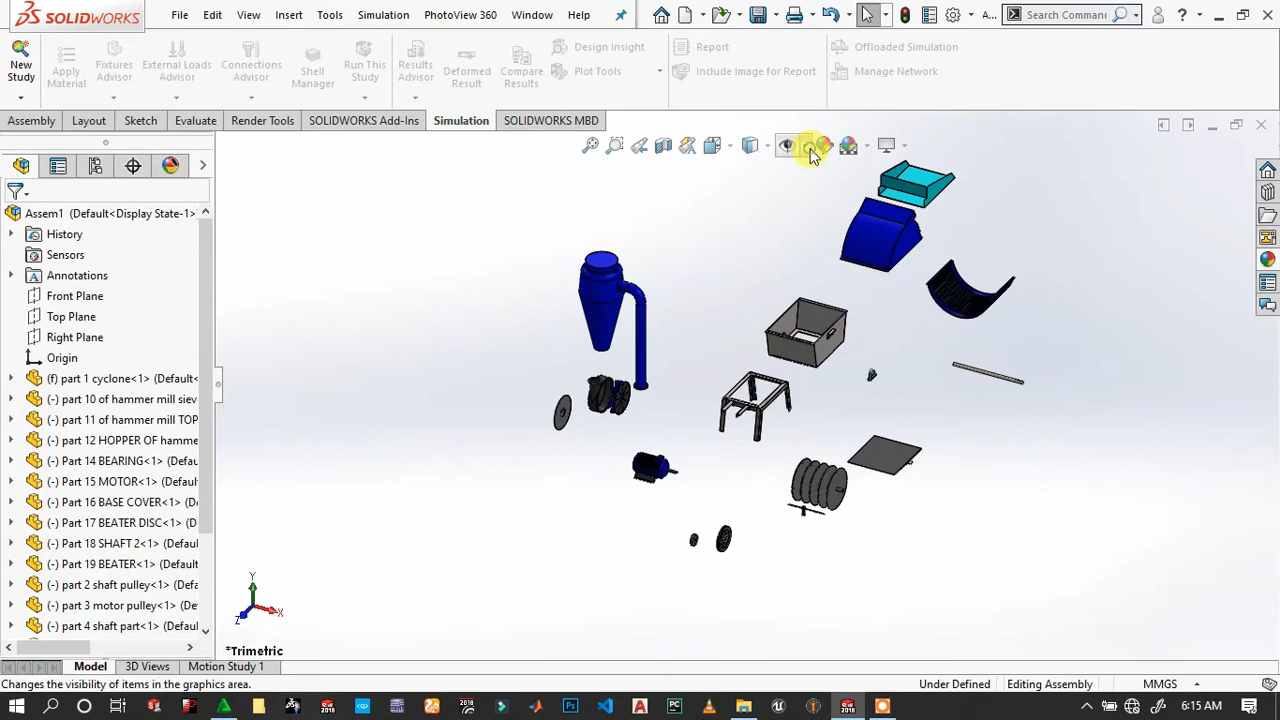 SOLIDWORKS File Edit View Insert Tools Simulation PhotoView 360 Window Help A... Search Comman
New Study
Apply Material
Fixtures Advisor
External Loads Advisor
Connections Advisor
Shell Manager
Run This Study
Results Advisor
Deformed Result
Compare Results
Design Insight
Plot Tools
Report
Include Image for Report
Offloaded Simulation
Manage Network
Assembly Layout Sketch Evaluate Render Tools SOLIDWORKS Add-Ins Simulation SOLIDWORKS MBD
Assem1 (Default<Display State-1>
History
Sensors
Annotations
Front Plane
Top Plane
Right Plane
Origin
(f) part 1 cyclone<1> (Default<
(-) part 10 of hammer mill siev
(-) part 11 of hammer mill TOP
(-) part 12 HOPPER OF hamme
(-) Part 14 BEARING<1> (Defau
(-) Part 15 MOTOR<1> (Default
(-) Part 16 BASE COVER<1> (De
(-) Part 17 BEATER DISC<1> (D
(-) Part 18 SHAFT 2<1> (Defaul
(-) Part 19 BEATER<1> (Default
(-) part 2 shaft pulley<1> (Defa
(-) part 3 motor pulley<1> (De
(-) part 4 shaft part<1> (Defaul
Y
X
Z
*Trimetric
Model 3D Views Motion Study 1
Changes the visibility of items in the graphics area. Under Defined Editing Assembly MMGS
6:15 AM